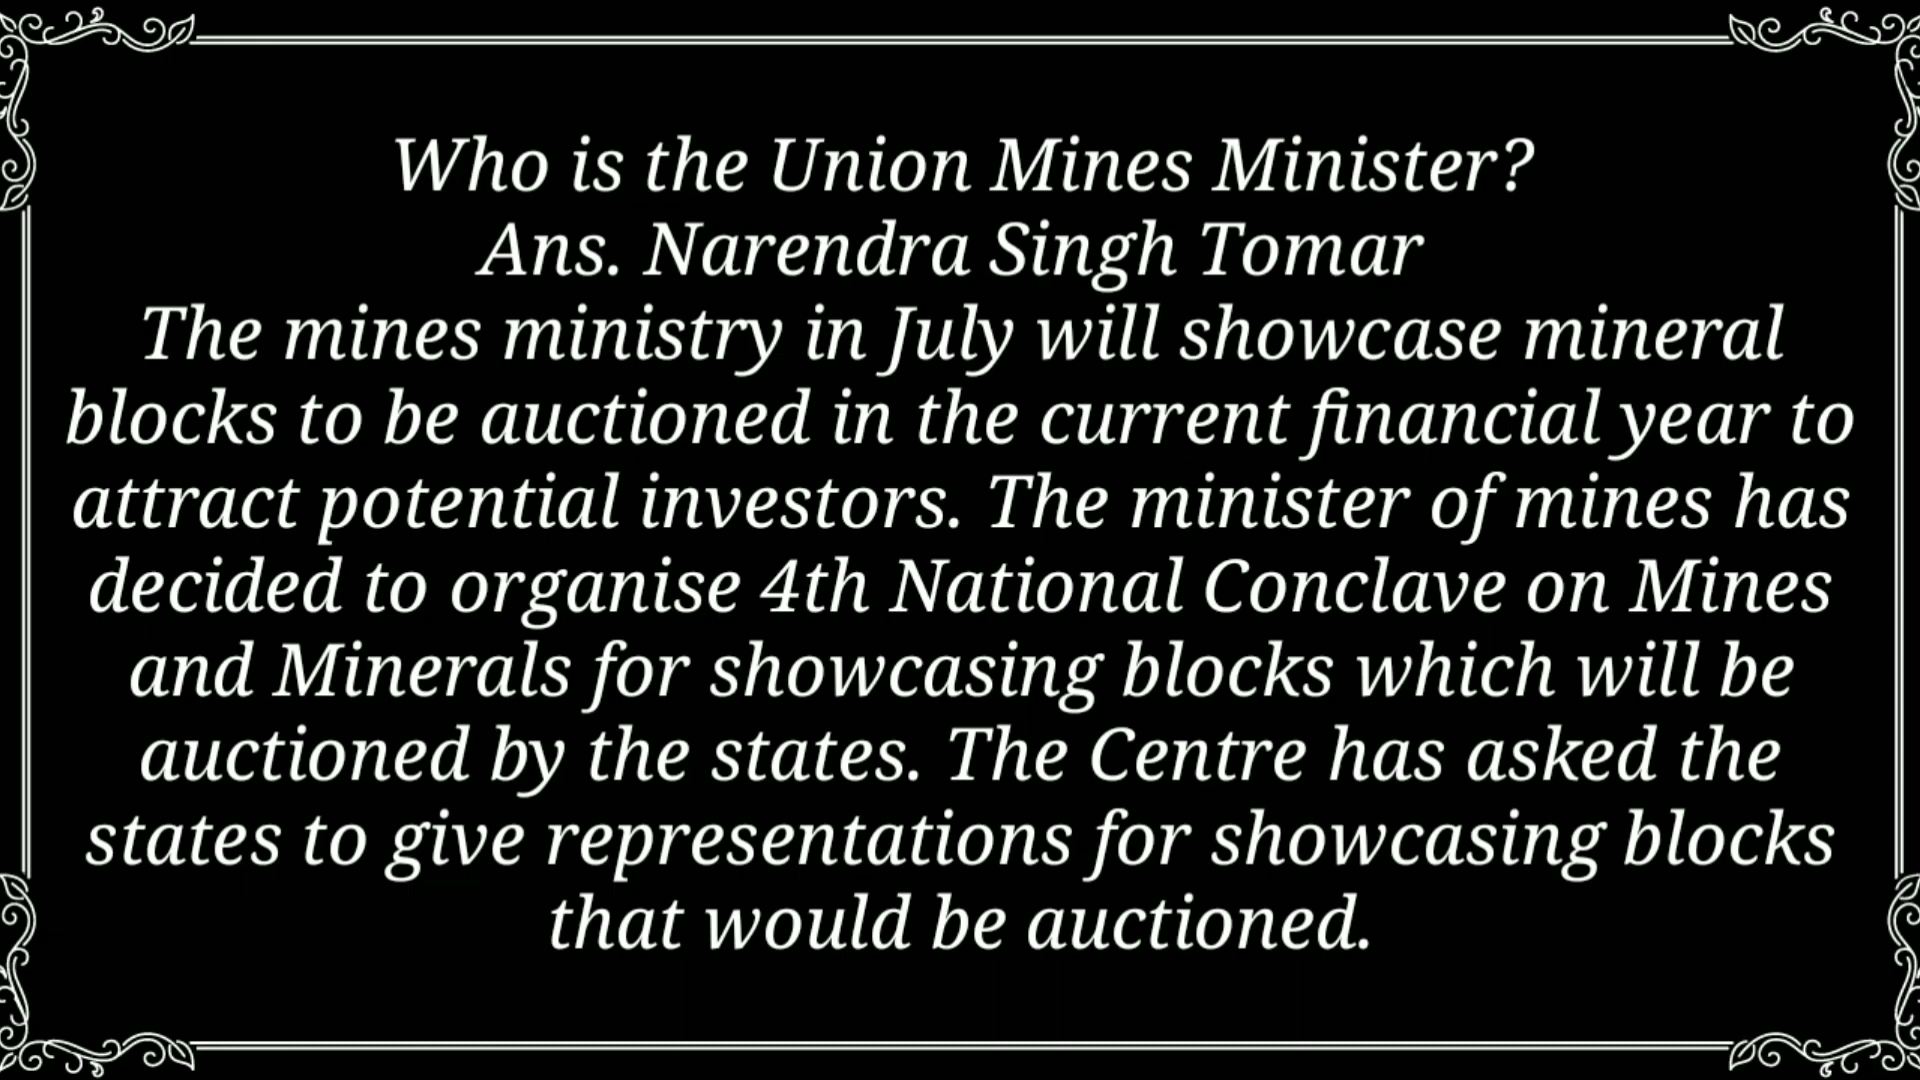 Who is the Union Mines Minister?
Ans. Narendra Singh Tomar
The mines ministry in July will showcase mineral
blocks to be auctioned in the current financial year to
attract potential investors. The minister of mines has
decided to organise 4th National Conclave on Mines
and Minerals for showcasing blocks which will be
auctioned by the states. The Centre has asked the
states to give representations for showcasing blocks
that would be auctioned.